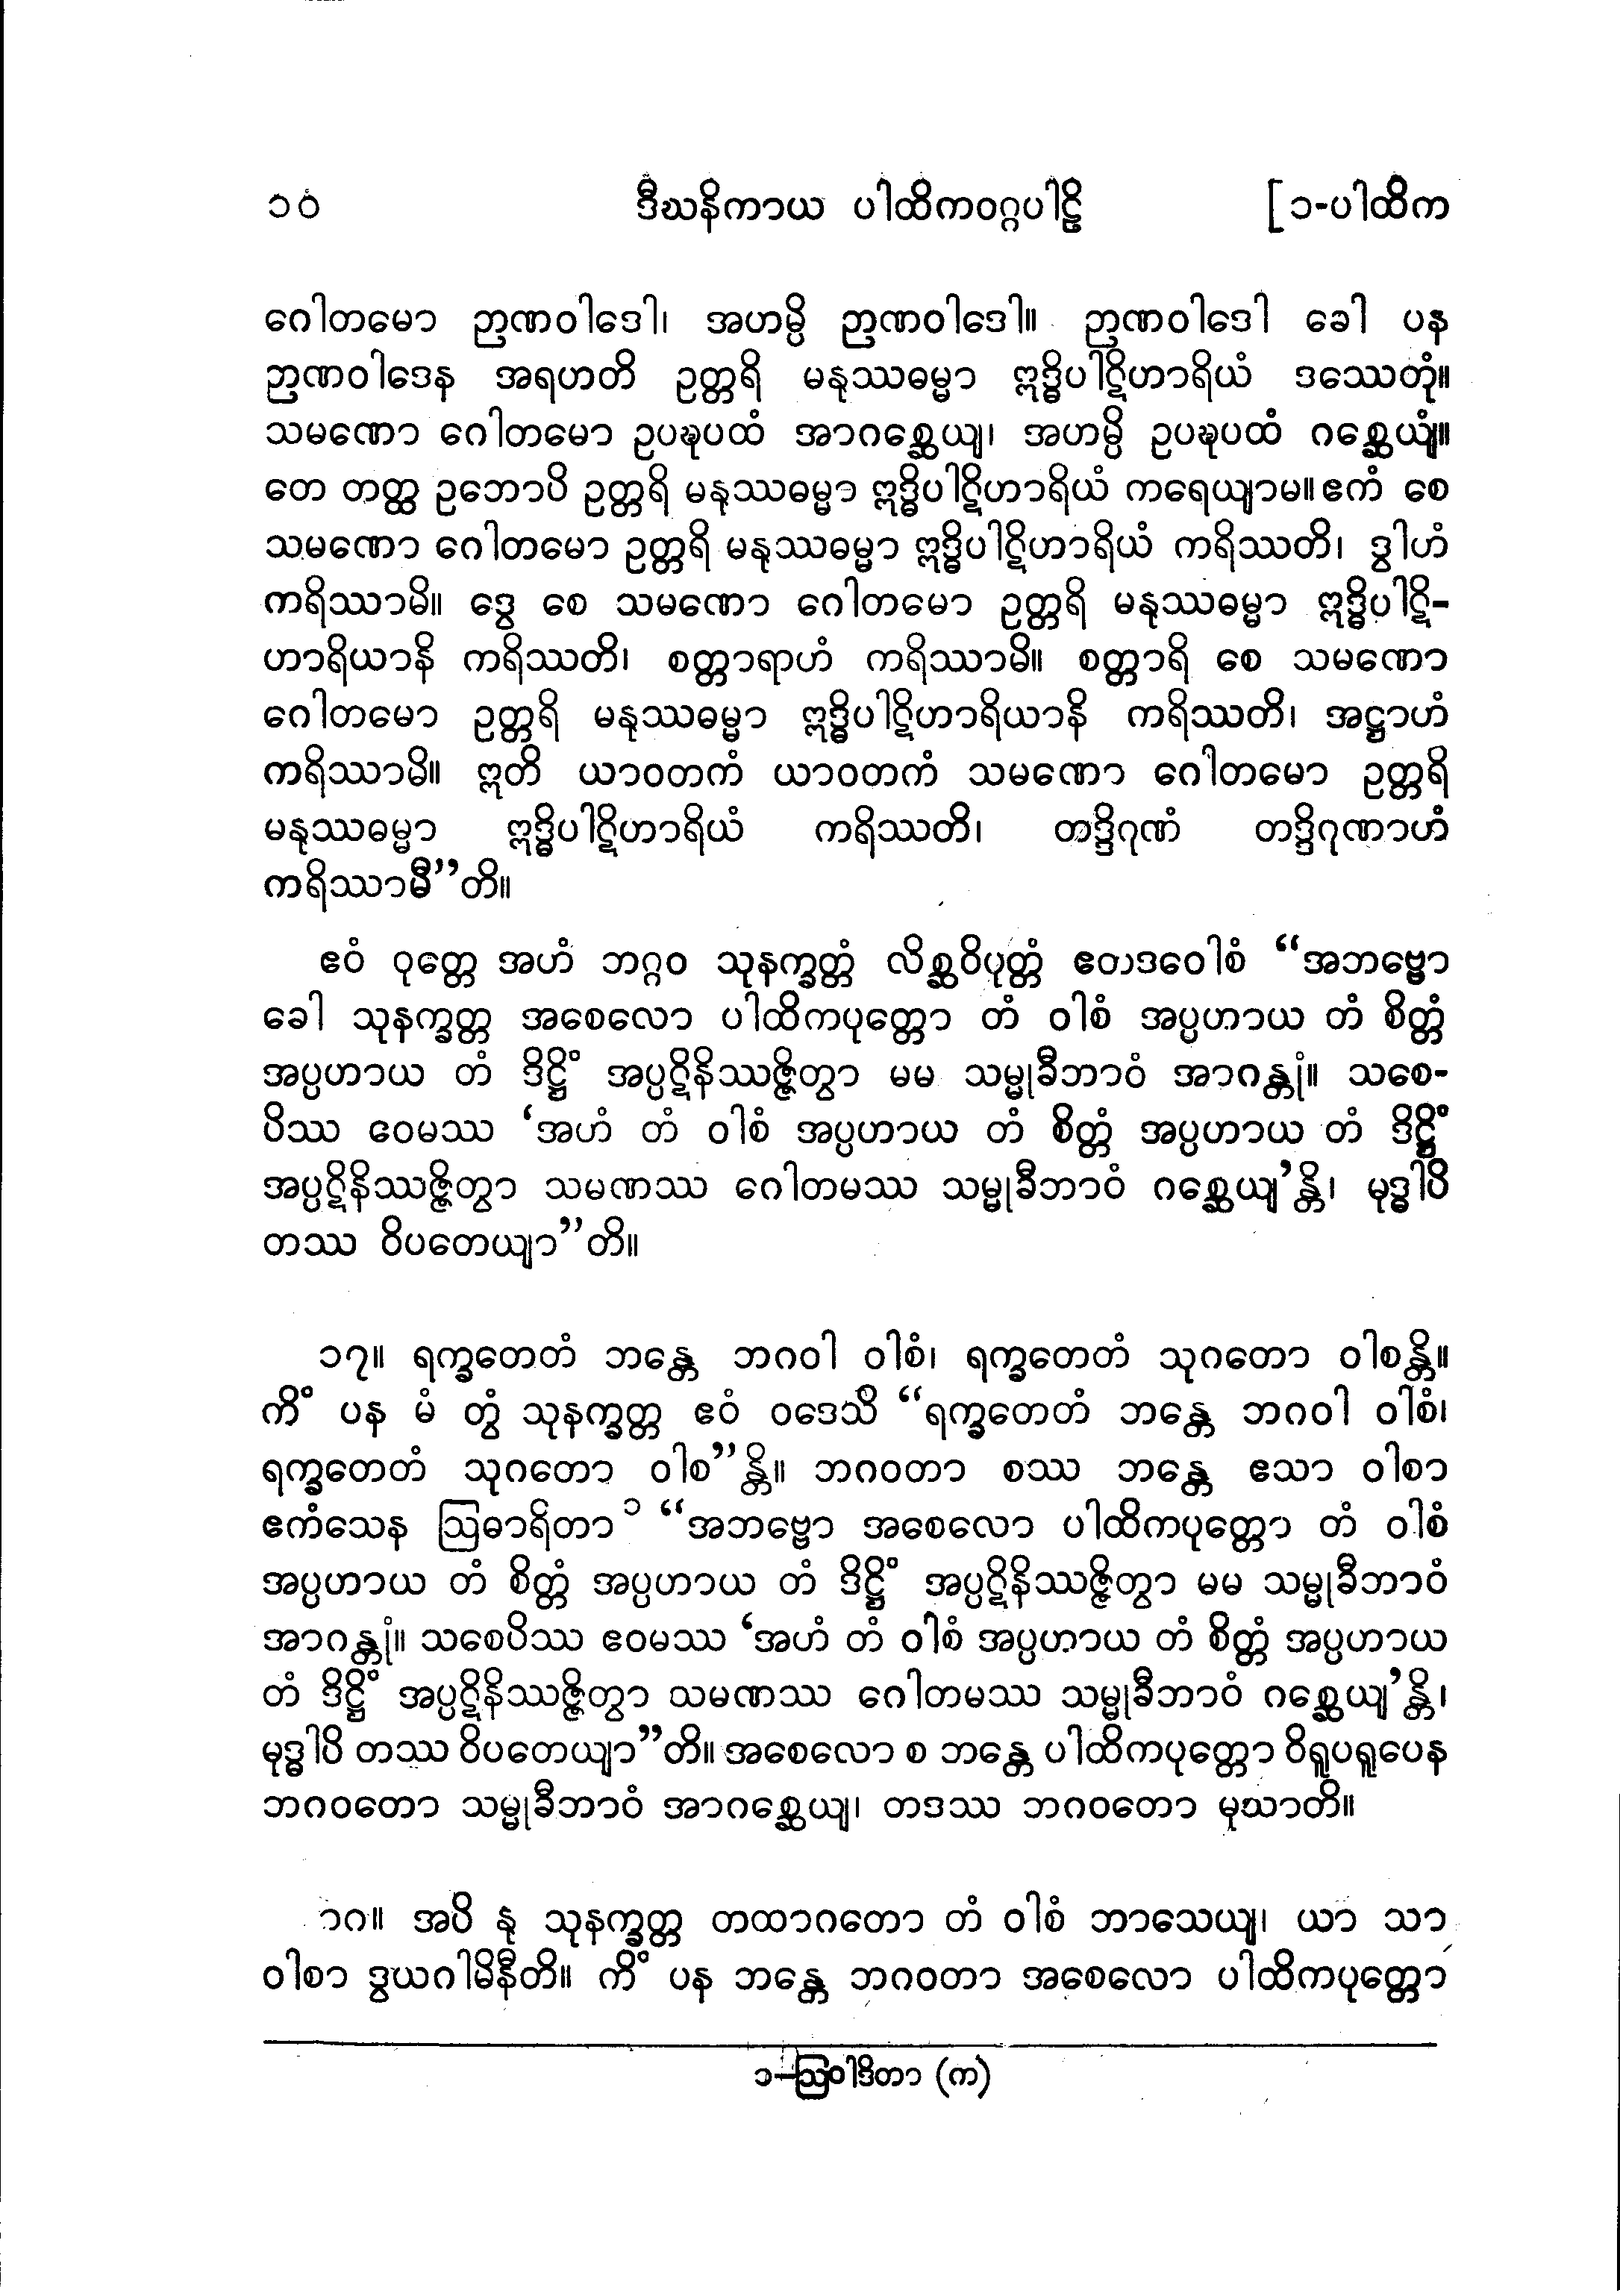 ၁ဝံ ဒီဃနိကာယ ပါထိကဝဂ္ဂပါဠိ [၁-ပါထိက
ဂေါတမော ဉာဏဝါဒေါ၊ အဟမ္ပိ ဉာဏဝါဒေါ။ ဉာဏဝါဒေါ ခေါ ပန
ဉာဏဝါဒေန အရဟတိ ဥတ္တရိ မနုဿဓမ္မာ ဣဒ္ဓိပါဋိဟာရိယံ ဒဿေတုံ။
သမဏော ဂေါတမော ဥပဍ္ဎပထံ အာဂစ္ဆေယျ၊ အဟမ္ပိ ဥပဍ္ဎပထံ ဂစ္ဆေယျံ။
တေ တတ္ထ ဥဘောပိ ဥတ္တရိ မနုဿဓမ္မာ ဣဒ္ဓိပါဋိဟာရိယံ ကရေယျာမ။ ဧကံ စေ
သမဏော ဂေါတမော ဥတ္တရိ မနုဿဓမ္မာ ဣဒ္ဓိပါဋိဟာရိယံ ကရိဿတိ၊ ဒွါဟံ
ကရိဿာမိ။ ဒွေ စေ သမဏော ဂေါတမော ဥတ္တရိ မနုဿဓမ္မာ ဣဒ္ဓိပါဋိ-
ဟာရိယာနိ ကရိဿတိ၊ စတ္တာရာဟံ ကရိဿာမိ။ စတ္တာရိ စေ သမဏော
ဂေါတမော ဥတ္တရိ မနုဿဓမ္မာ ဣဒ္ဓိပါဋိဟာရိယာနိ ကရိဿတိ၊ အဋ္ဌာဟံ
ကရိဿာမိ။ ဣတိ ယာဝတကံ ယာဝတကံ သမဏော ဂေါတမော ဥတ္တရိ
မနုဿဓမ္မာ ဣဒ္ဓိပါဋိဟာရိယံ ကရိဿတိ၊ တဒ္ဒိဂုဏံ တဒ္ဒိဂုဏာဟံ
ကရိဿာမီ”တိ။
ဧဝံ ဝုတ္တေ အဟံ ဘဂ္ဂဝ သုနက္ခတ္တံ လိစ္ဆဝိပုတ္တံ ဧတဒဝေါစံ “အဘဗ္ဗော
ခေါ သုနက္ခတ္တ အစေလော ပါထိကပုတ္တော တံ ဝါစံ အပ္ပဟာယ တံ စိတ္တံ
အပ္ပဟာယ တံ ဒိဋ္ဌိံ အပ္ပဋိနိဿဇ္ဇိတွာ မမ သမ္မုခီဘာဝံ အာဂန္တုံ။ သစေ-
ပိဿ ဧဝမဿ ‘အဟံ တံ ဝါစံ အပ္ပဟာယ တံ စိတ္တံ အပ္ပဟာယ တံ ဒိဋ္ဌိံ
အပ္ပဋိနိဿဇ္ဇိတွာ သမဏဿ ဂေါတမဿ သမ္မုခီဘာဝံ ဂစ္ဆေယျ’န္တိ၊ မုဒ္ဓါပိ
တဿ ဝိပတေယျာ”တိ။
၁၇။ ရက္ခတေတံ ဘန္တေ ဘဂဝါ ဝါစံ၊ ရက္ခတေတံ သုဂတော ဝါစန္တိ။
ကိံ ပန မံ တွံ သုနက္ခတ္တ ဧဝံ ဝဒေသိ “ရက္ခတေတံ ဘန္တေ ဘဂဝါ ဝါစံ၊
ရက္ခတေတံ သုဂတော ဝါစ”န္တိ။ ဘဂဝတာ စဿ ဘန္တေ ဧသာ ဝါစာ
ဧကံသေန ဩဓာရိတာ ၁ “အဘဗ္ဗော အစေလော ပါထိကပုတ္တော တံ ဝါစံ
အပ္ပဟာယ တံ စိတ္တံ အပ္ပဟာယ တံ ဒိဋ္ဌိံ အပ္ပဋိနိဿဇ္ဇိတွာ မမ သမ္မုခီဘာဝံ
အာဂန္တုံ။ သစေပိဿ ဧဝမဿ ‘အဟံ တံ ဝါစံ အပ္ပဟာယ တံ စိတ္တံ အပ္ပဟာယ
တံ ဒိဋ္ဌိံ အပ္ပဋိနိဿဇ္ဇိတွာ သမဏဿ ဂေါတမဿ သမ္မုခီဘာဝံ ဂစ္ဆေယျ’န္တိ၊
မုဒ္ဓါပိ တဿ ဝိပတေယျာ”တိ။ အစေလော စ ဘန္တေ ပါထိကပုတ္တော ဝိရူပရူပေန
ဘဂဝတော သမ္မုခီဘာဝံ အာဂစ္ဆေယျ၊ တဒဿ ဘဂဝတော မုသာတိ။
၁၈။ အပိ နု သုနက္ခတ္တ တထာဂတော တံ ဝါစံ ဘာသေယျ၊ ယာ သာ
ဝါစာ ဒွယဂါမိနီတိ။ ကိံ ပန ဘန္တေ ဘဂဝတာ အစေလော ပါထိကပုတ္တော
၁-ဩဝါဒိတာ (က)